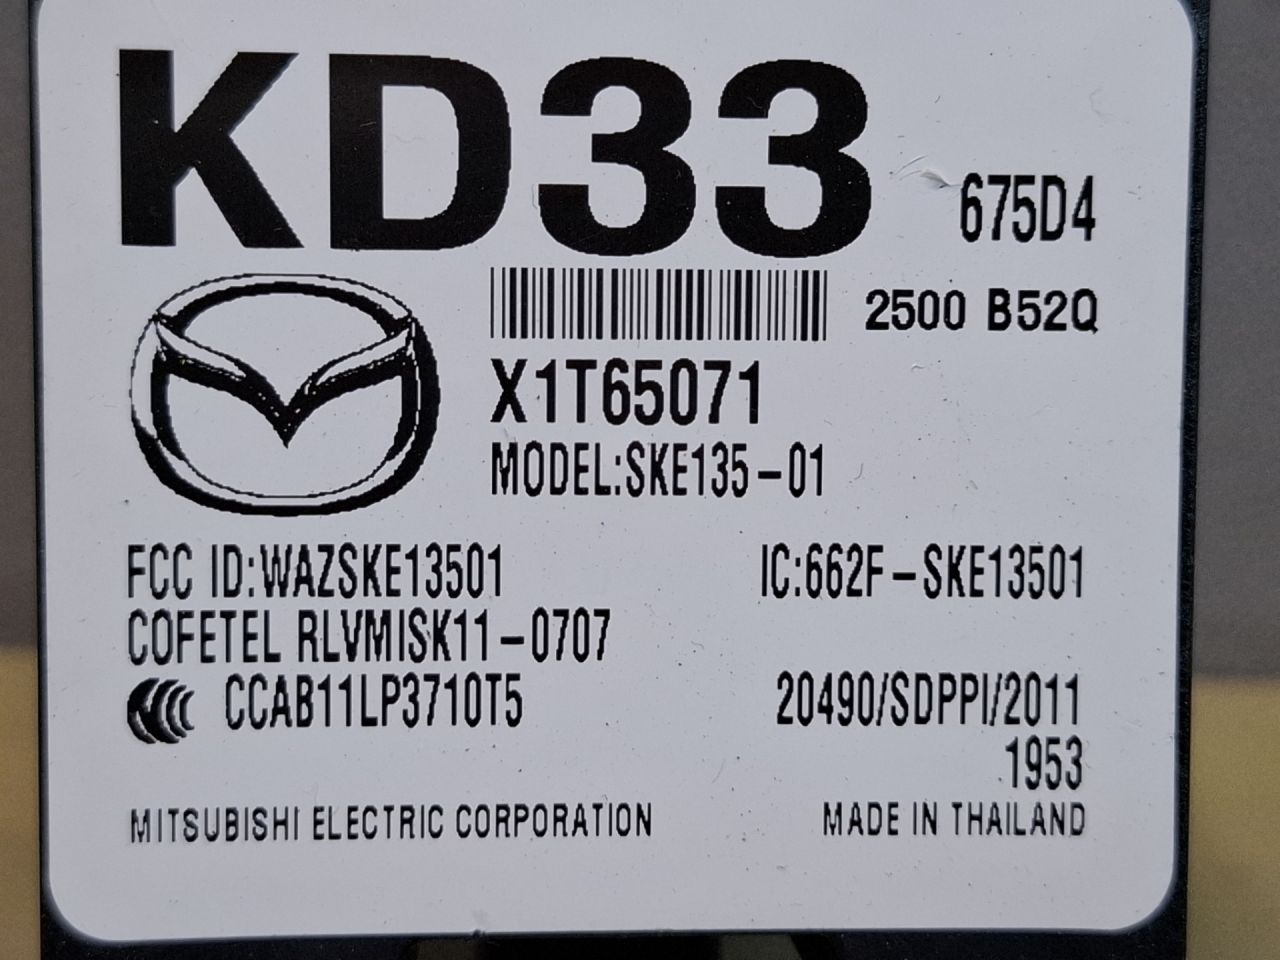 KD33
675D4
2500 B52Q
X1T65071
MODEL:SKE135-01
FCC ID:WAZSKE13501 IC:662F-SKE13501
COFETEL RLVMISK11-0707
CCAB11LP3710T5 20490/SDPPI/2011
1953
MITSUBISHI ELECTRIC CORPORATION MADE IN THAILAND